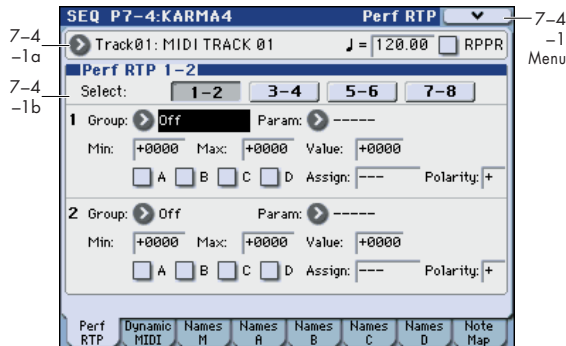 SEQ P7-4:KARMA4 Perf RTP
7–4
–1
Menu
7–4
–1a
Track01: MIDI TRACK 01 ♩= 120.00 RPPR
Perf RTP 1-2
7–4
–1b
Select: 1-2 3-4 5-6 7-8
1 Group: Off Param: -----
Min: +0000 Max: +0000 Value: +0000
A B C D Assign: --- Polarity: +
2 Group: Off Param: -----
Min: +0000 Max: +0000 Value: +0000
A B C D Assign: --- Polarity: +
Perf RTP
Dynamic MIDI
Names M
Names A
Names B
Names C
Names D
Note Map